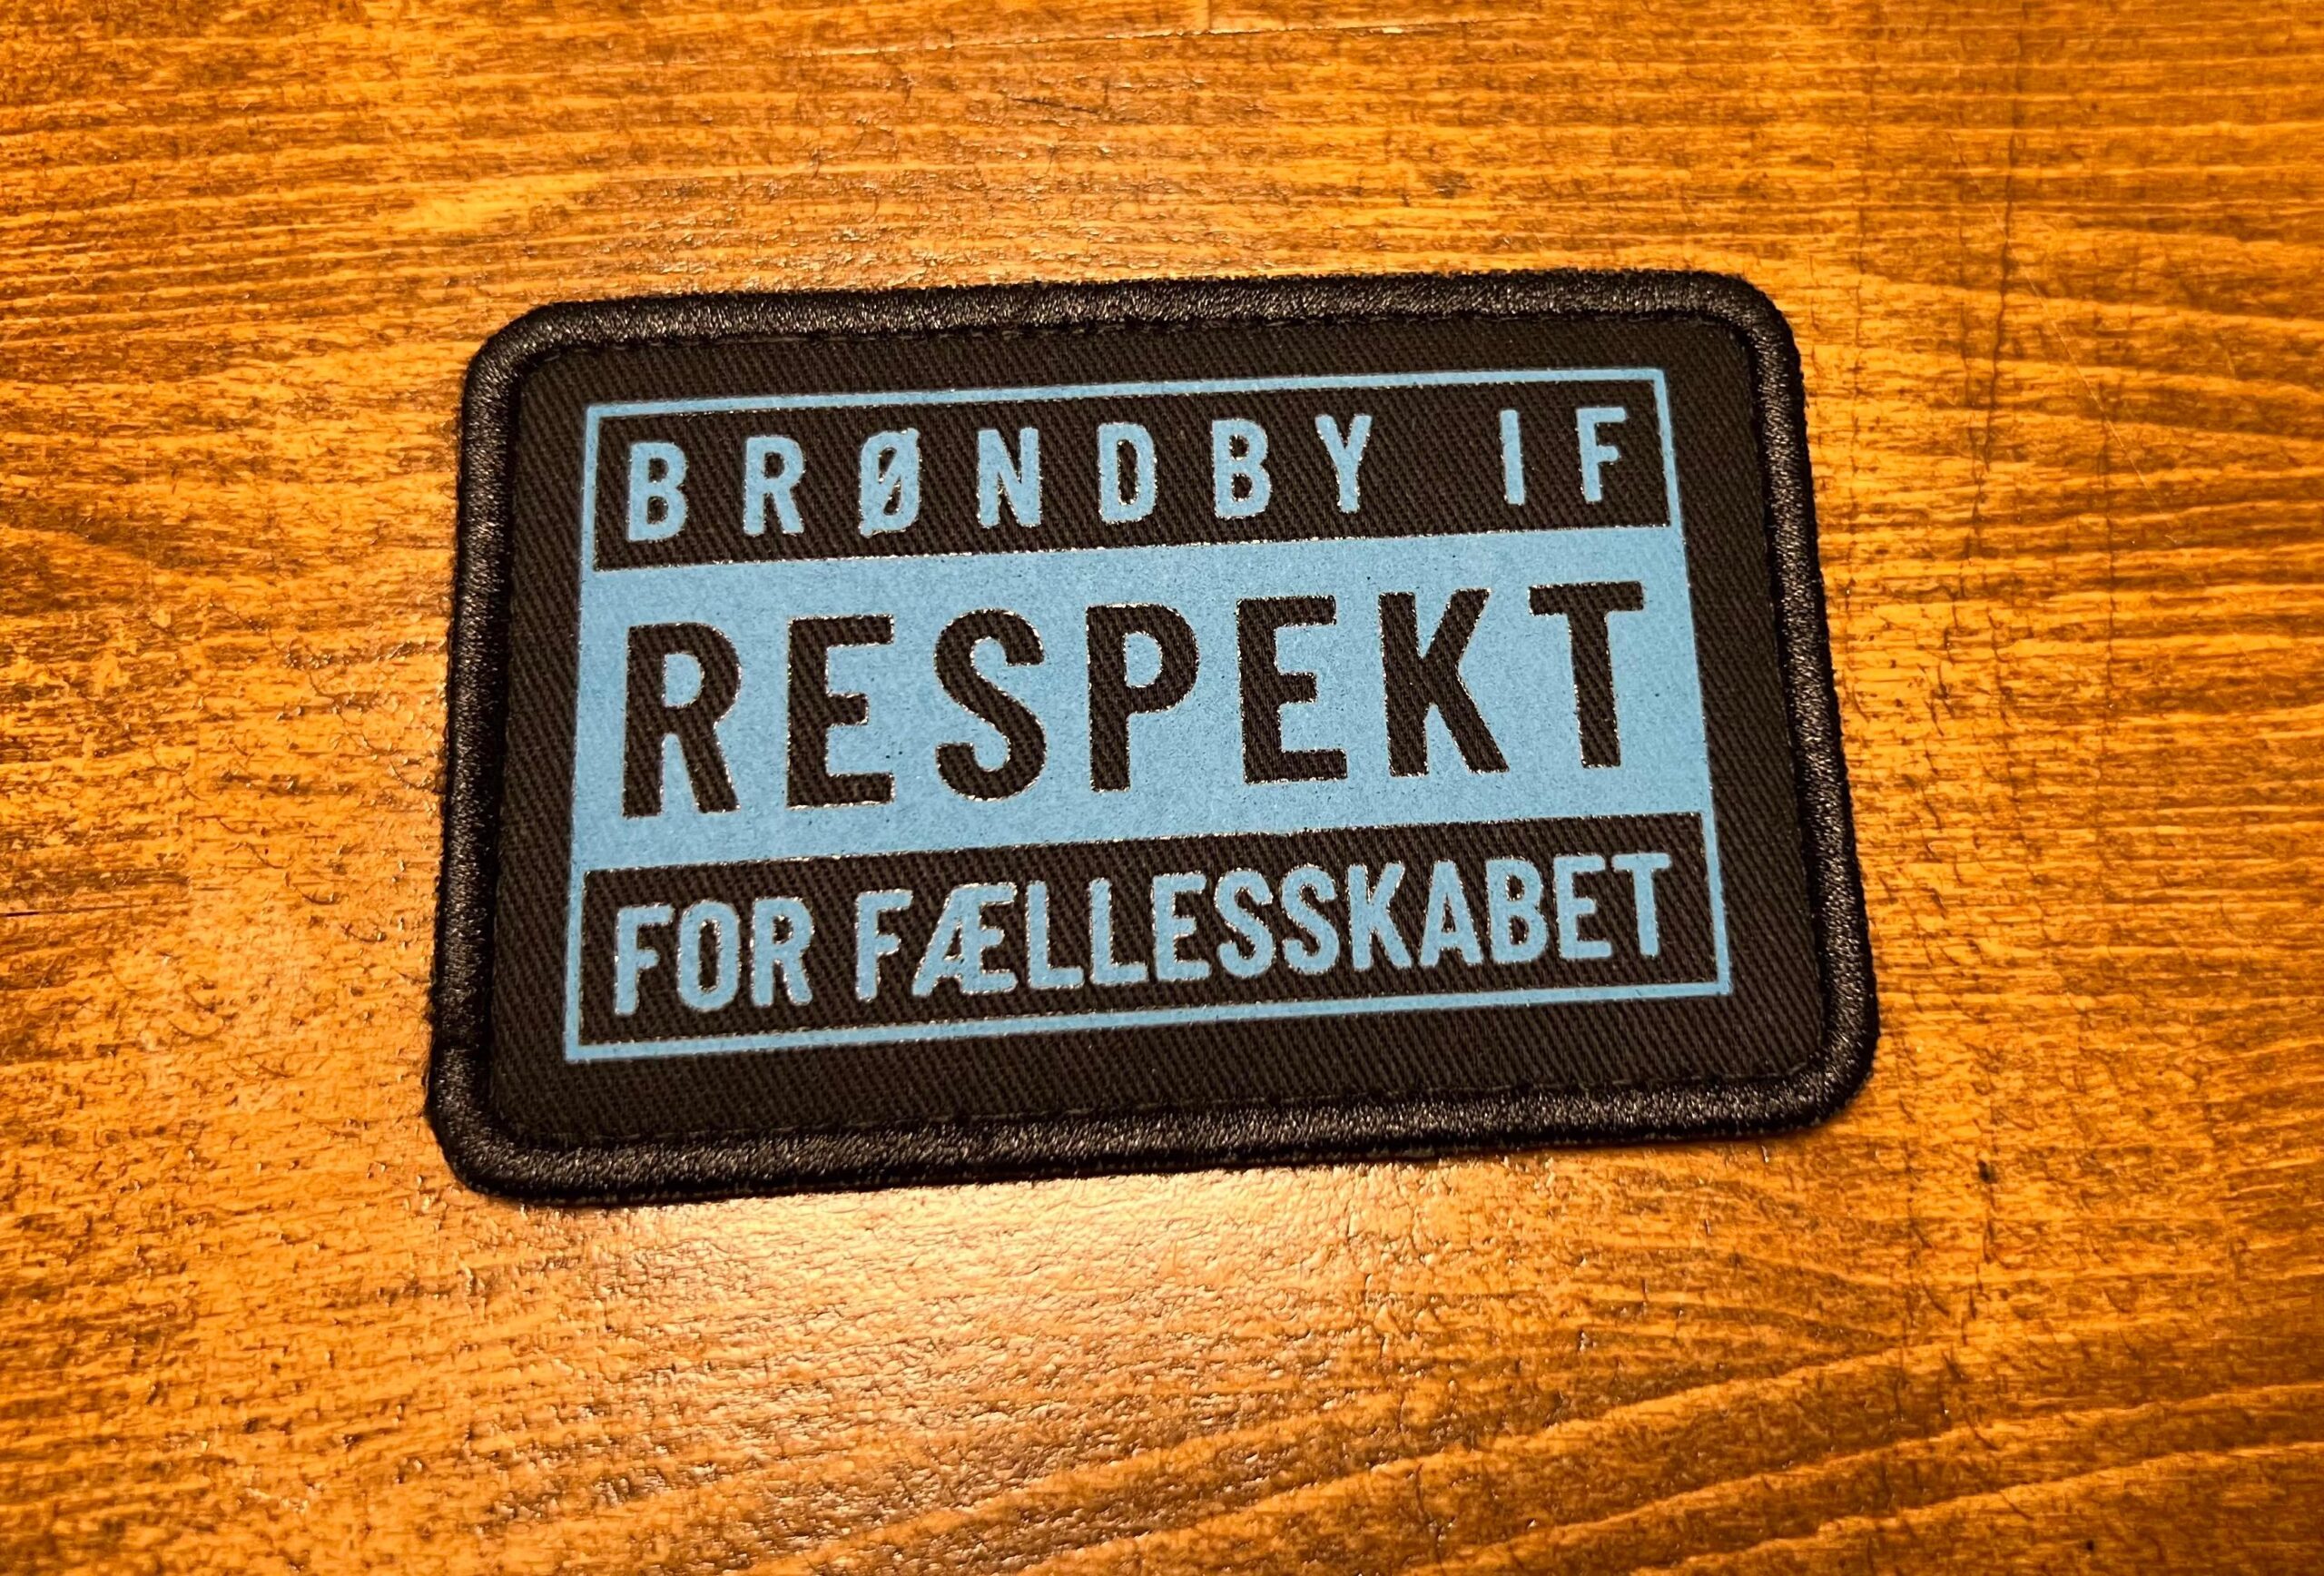 BRØNDBY IF
RESPEKT
FOR FÆLLESSKABET